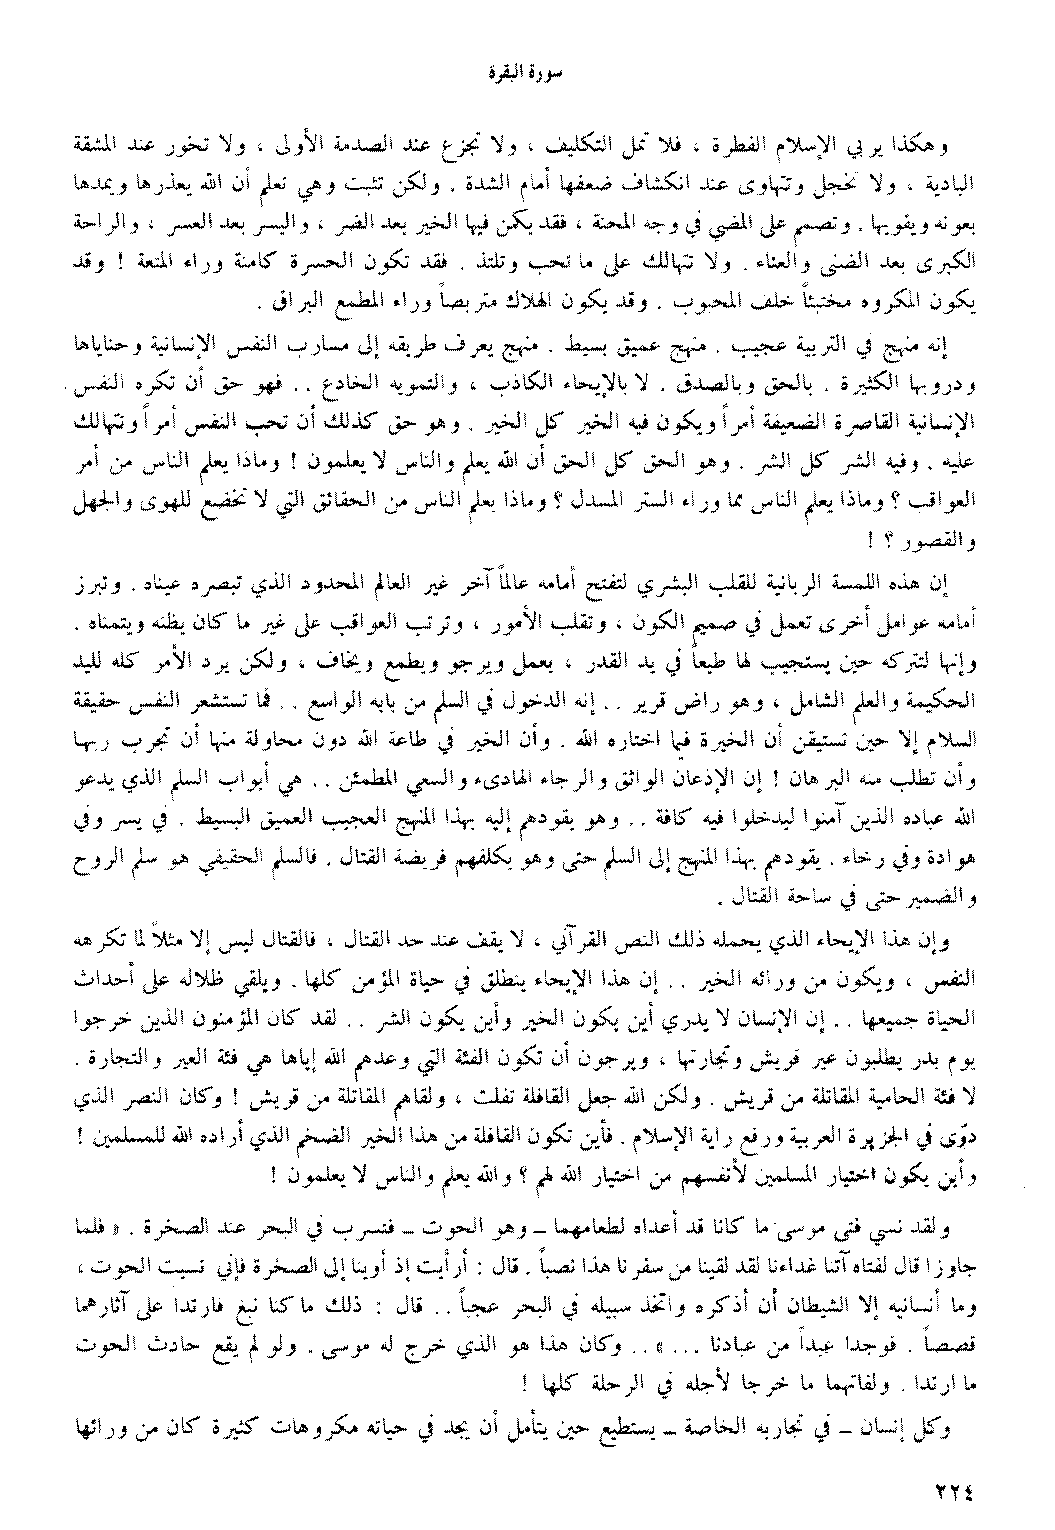 سورة البقرة
وهكذا يربي الإسلام الفطرة ، فلا تمل التكليف ، ولا تجزع عند الصدمة الأولى ، ولا تخور عند المشقة
البادية ، ولا تخجل وتتهاوى عند انكشاف ضعفها أمام الشدة . ولكن تثبت وهي تعلم أن الله يعذرها ويمدها
بعونه ويقويها . وتصمم على المضي في وجه المحنة ، فقد يكمن فيها الخير بعد الضر ، واليسر بعد العسر ، والراحة
الكبرى بعد الضنى والعناء . ولا تتهالك على ما تحب وتلتذ . فقد تكون الحسرة كامنة وراء المتعة ! وقد
يكون المكروه مختبئاً خلف المحبوب . وقد يكون الهلاك متربصاً وراء المطمع البراق .
إنه منهج في التربية عجيب . منهج عميق بسيط . منهج يعرف طريقه إلى مسارب النفس الإنسانية وحناياها
ودروبها الكثيرة . بالحق وبالصدق . لا بالإيحاء الكاذب ، والتمويه الخادع .. فهو حق أن تكره النفس
الإنسانية القاصرة الضعيفة أمراً ويكون فيه الخير كل الخير . وهو حق كذلك أن تحب النفس أمراً وتتهالك
عليه . وفيه الشر كل الشر . وهو الحق كل الحق أن الله يعلم والناس لا يعلمون ! وماذا يعلم الناس من أمر
العواقب ؟ وماذا يعلم الناس مما وراء الستر المسدل ؟ وماذا يعلم الناس من الحقائق التي لا تخضع للهوى والجهل
والقصور ؟ !
إن هذه اللمسة الربانية للقلب البشري لتفتح أمامه عالماً آخر غير العالم المحدود الذي تبصره عيناه . وتبرز
أمامه عوامل أخرى تعمل في صميم الكون ، وتقلب الأمور ، وترتب العواقب على غير ما كان يظنه ويتمناه .
وإنها لتتركه حين يستجيب لها طيعاً في يد القدر ، يعمل ويرجو ويطمع ويخاف ، ولكن يرد الأمر كله لليد
الحكيمة والعلم الشامل ، وهو راض قرير .. إنه الدخول في السلم من بابه الواسع .. فما تستشعر النفس حقيقة
السلام إلا حين تستيقن أن الخيرة فيما اختاره الله . وأن الخير في طاعة الله دون محاولة منها أن تجرب ربها
وأن تطلب منه البرهان ! إن الإذعان الواثق والرجاء الهادىء والسعي المطمئن .. هي أبواب السلم الذي يدعو
الله عباده الذين آمنوا ليدخلوا فيه كافة .. وهو يقودهم إليه بهذا المنهج العجيب العميق البسيط . في يسر وفي
هوادة وفي رخاء . يقودهم بهذا المنهج إلى السلم حتى وهو يكلفهم فريضة القتال . فالسلم الحقيقي هو سلم الروح
والضمير حتى في ساحة القتال .
وإن هذا الإيحاء الذي يحمله ذلك النص القرآني ، لا يقف عند حد القتال ، فالقتال ليس إلا مثلاً لما تكرهه
النفس ، ويكون من ورائه الخير .. إن هذا الإيحاء ينطلق في حياة المؤمن كلها . ويلقي ظلاله على أحداث
الحياة جميعها .. إن الإنسان لا يدري أين يكون الخير وأين يكون الشر .. لقد كان المؤمنون الذين خرجوا
يوم بدر يطلبون عير قريش وتجارتها ، ويرجون أن تكون الفئة التي وعدهم الله إياها هي فئة العير والتجارة .
لا فئة الحامية المقاتلة من قريش . ولكن الله جعل القافلة تفلت ، ولقاهم المقاتلة من قريش ! وكان النصر الذي
دوّى في الجزيرة العربية ورفع راية الإسلام . فأين تكون القافلة من هذا الخير الضخم الذي أراده الله للمسلمين !
وأين يكون اختيار المسلمين لأنفسهم من اختيار الله لهم ؟ والله يعلم والناس لا يعلمون !
ولقد نسي فتى موسى ما كانا قد أعداه لطعامهما – وهو الحوت – فتسرب في البحر عند الصخرة . « فلما
جاوزا قال لفتاه آتنا غداءنا لقد لقينا من سفرنا هذا نصباً . قال : أرأيت إذ أوينا إلى الصخرة فإني نسيت الحوت ،
وما أنسانيه إلا الشيطان أن أذكره واتخذ سبيله في البحر عجباً .. قال : ذلك ما كنا نبغ فارتدا على آثارهما
قصصاً . فوجدا عبداً من عبادنا ... » .. وكان هذا هو الذي خرج له موسى . ولو لم يقع حادث الحوت
ما ارتدا . ولفاتهما ما خرجا لأجله في الرحلة كلها !
وكل إنسان – في تجاربه الخاصة – يستطيع حين يتأمل أن يجد في حياته مكروهات كثيرة كان من ورائها
٢٢٤